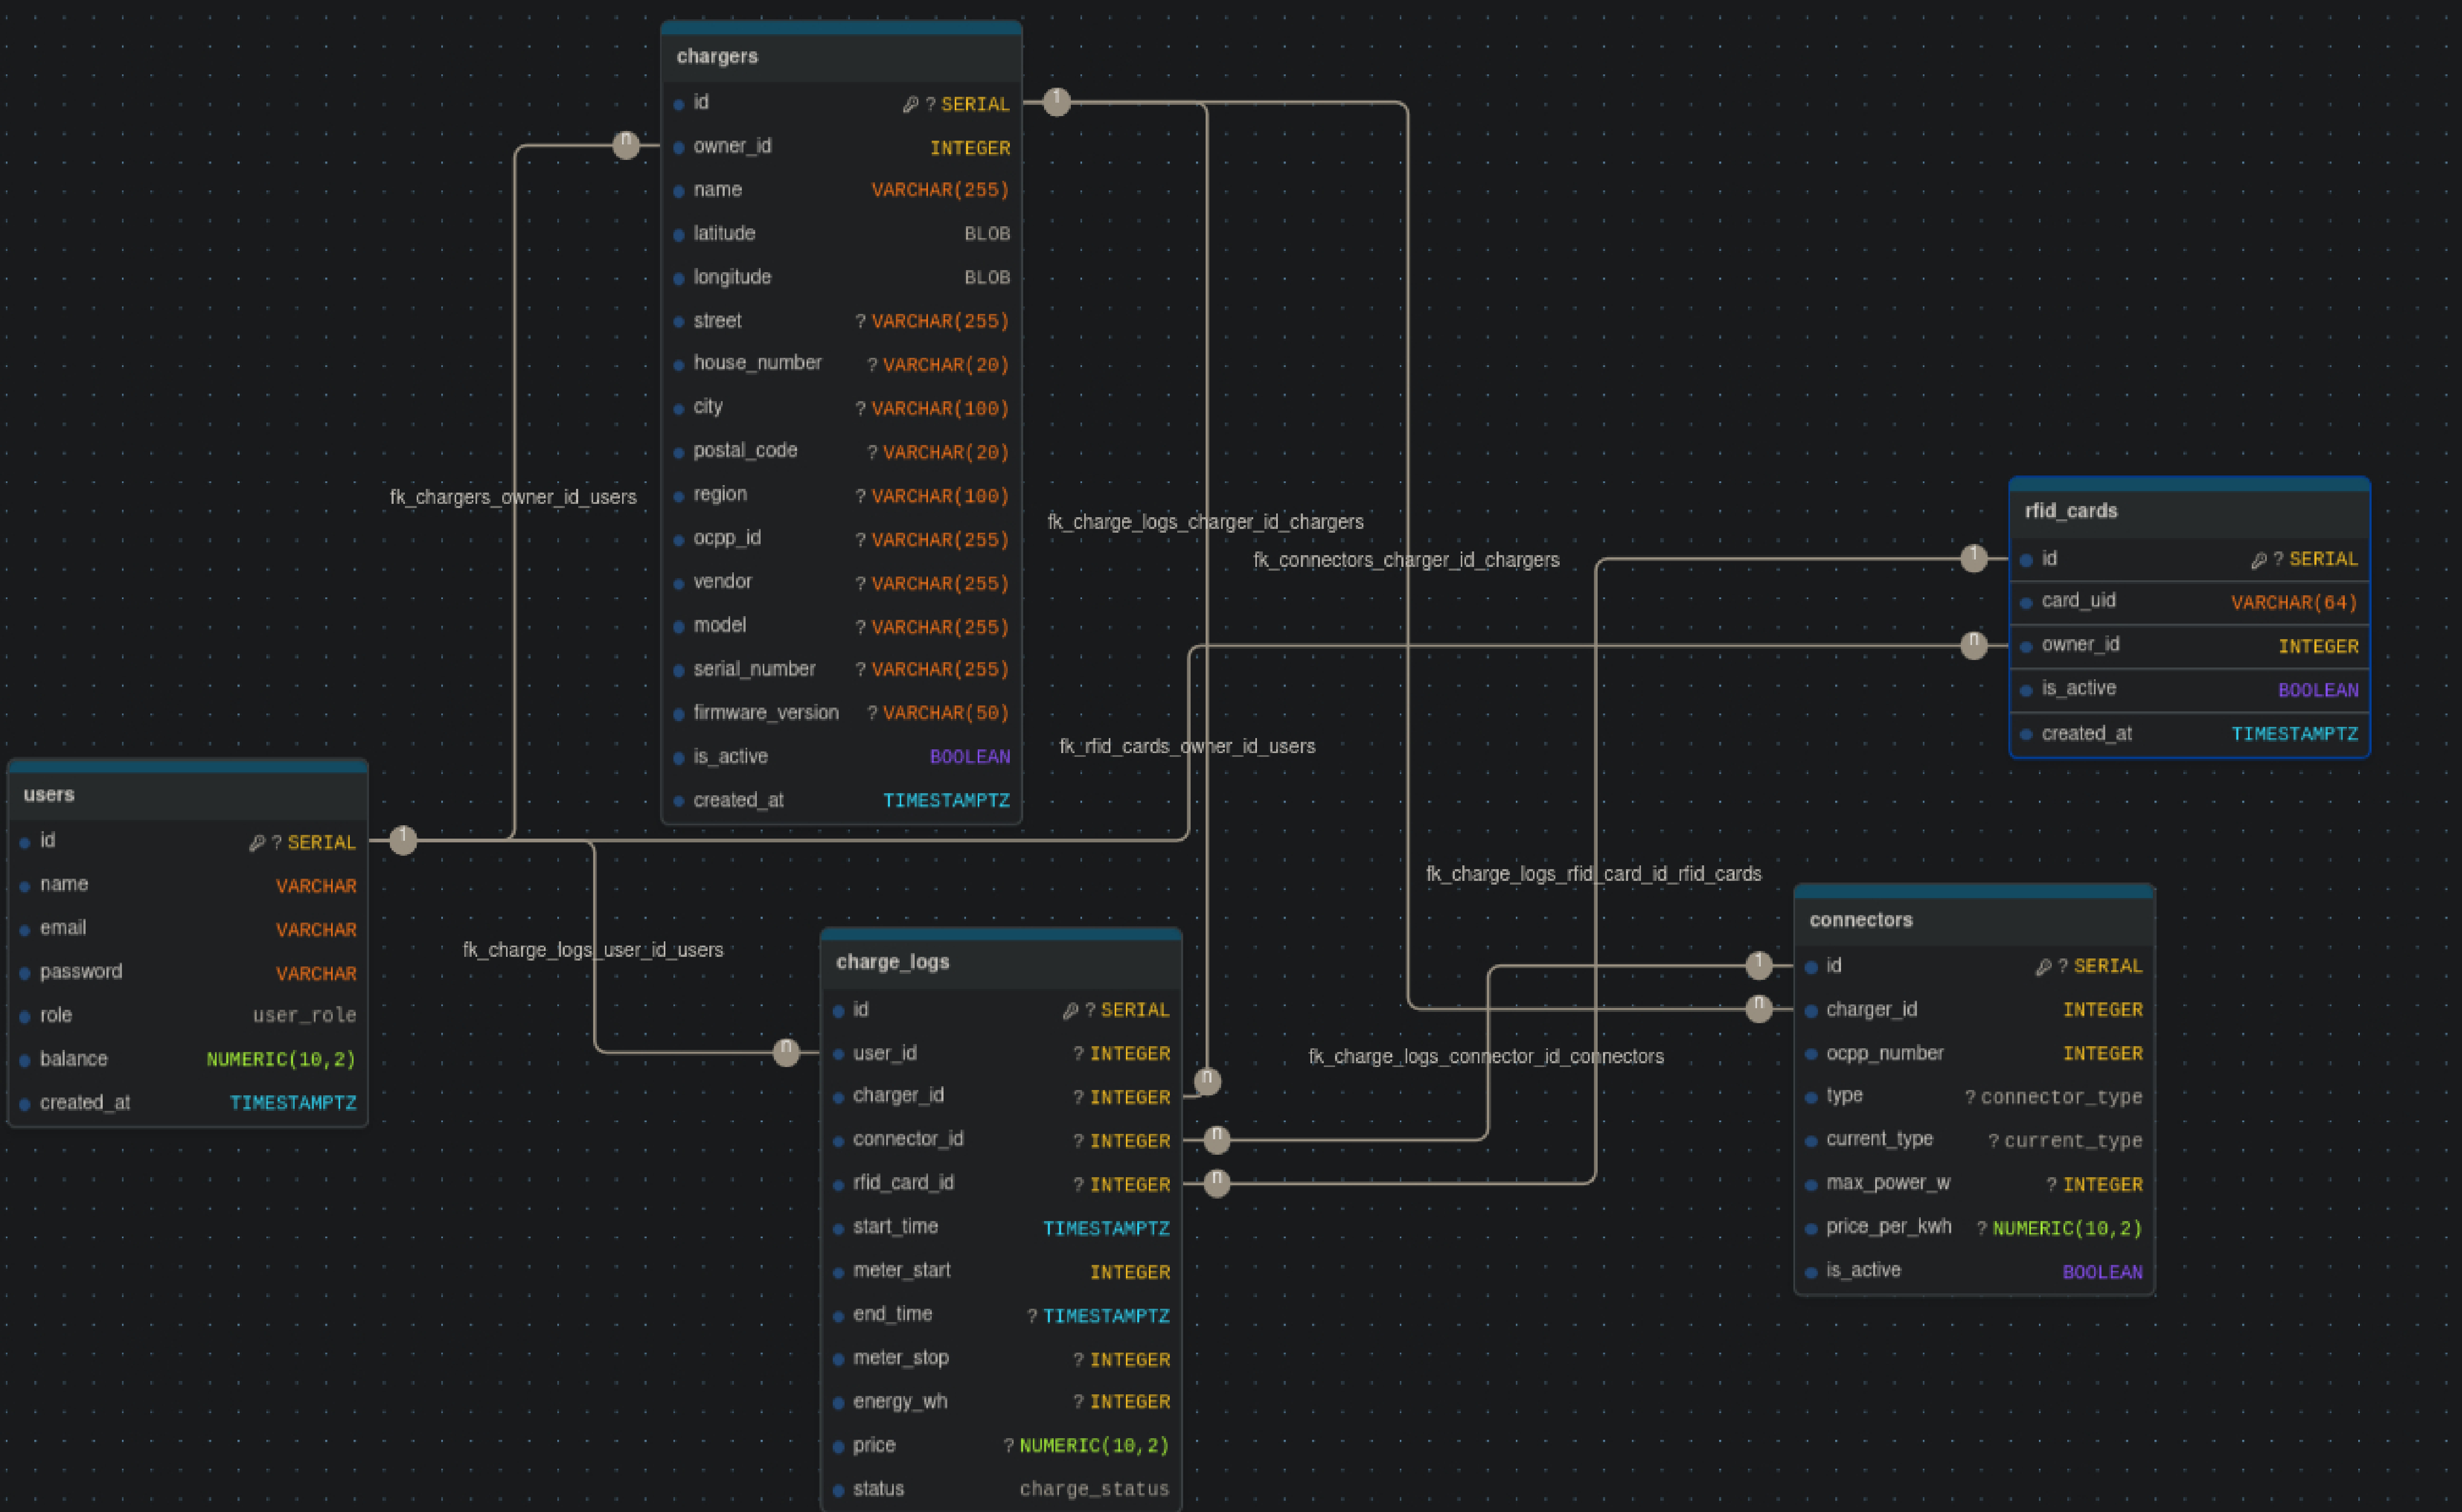 chargers
id ? SERIAL
owner_id INTEGER
name VARCHAR(255)
latitude BLOB
longitude BLOB
street ? VARCHAR(255)
house_number ? VARCHAR(20)
city ? VARCHAR(100)
postal_code ? VARCHAR(20)
region ? VARCHAR(100)
ocpp_id ? VARCHAR(255)
vendor ? VARCHAR(255)
model ? VARCHAR(255)
serial_number ? VARCHAR(255)
firmware_version ? VARCHAR(50)
is_active BOOLEAN
created_at TIMESTAMPTZ
1
n
fk_chargers_owner_id_users
fk_charge_logs_charger_id_chargers
fk_connectors_charger_id_chargers
rfid_cards
1
id ? SERIAL
card_uid VARCHAR(64)
n
owner_id INTEGER
is_active BOOLEAN
created_at TIMESTAMPTZ
fk_rfid_cards_owner_id_users
users
id ? SERIAL
1
name VARCHAR
email VARCHAR
password VARCHAR
role user_role
balance NUMERIC(10,2)
created_at TIMESTAMPTZ
fk_charge_logs_user_id_users
n
charge_logs
id ? SERIAL
user_id ? INTEGER
charger_id ? INTEGER
n
connector_id ? INTEGER
n
rfid_card_id ? INTEGER
n
start_time TIMESTAMPTZ
meter_start INTEGER
end_time ? TIMESTAMPTZ
meter_stop ? INTEGER
energy_wh ? INTEGER
price ? NUMERIC(10,2)
status charge_status
fk_charge_logs_rfid_card_id_rfid_cards
fk_charge_logs_connector_id_connectors
connectors
1
id ? SERIAL
n
charger_id INTEGER
ocpp_number INTEGER
type ? connector_type
current_type ? current_type
max_power_w ? INTEGER
price_per_kwh ? NUMERIC(10,2)
is_active BOOLEAN